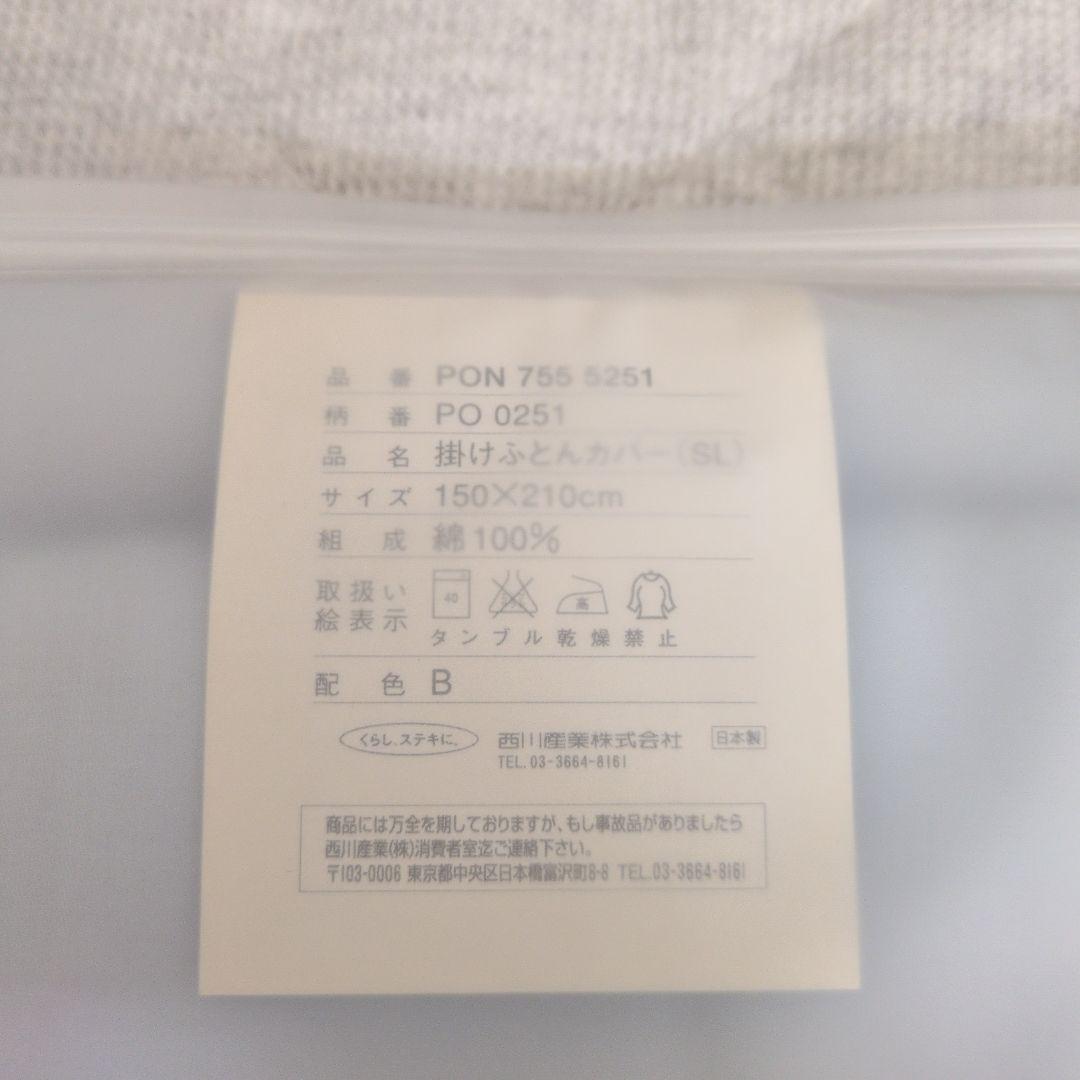 品番 PON 755 5251
柄番 PO 0251
品名 掛けふとんカバー(SL)
サイズ 150×210cm
組成 綿100%
取扱い
絵表示
40
高
タンブル乾燥禁止
配色 B
くらし、ステキに。 西川産業株式会社 日本製
TEL.03-3664-8161
商品には万全を期しておりますが、もし事故品がありましたら
西川産業(株)消費者室迄ご連絡下さい。
〒103-0006 東京都中央区日本橋富沢町8-8 TEL.03-3664-8161